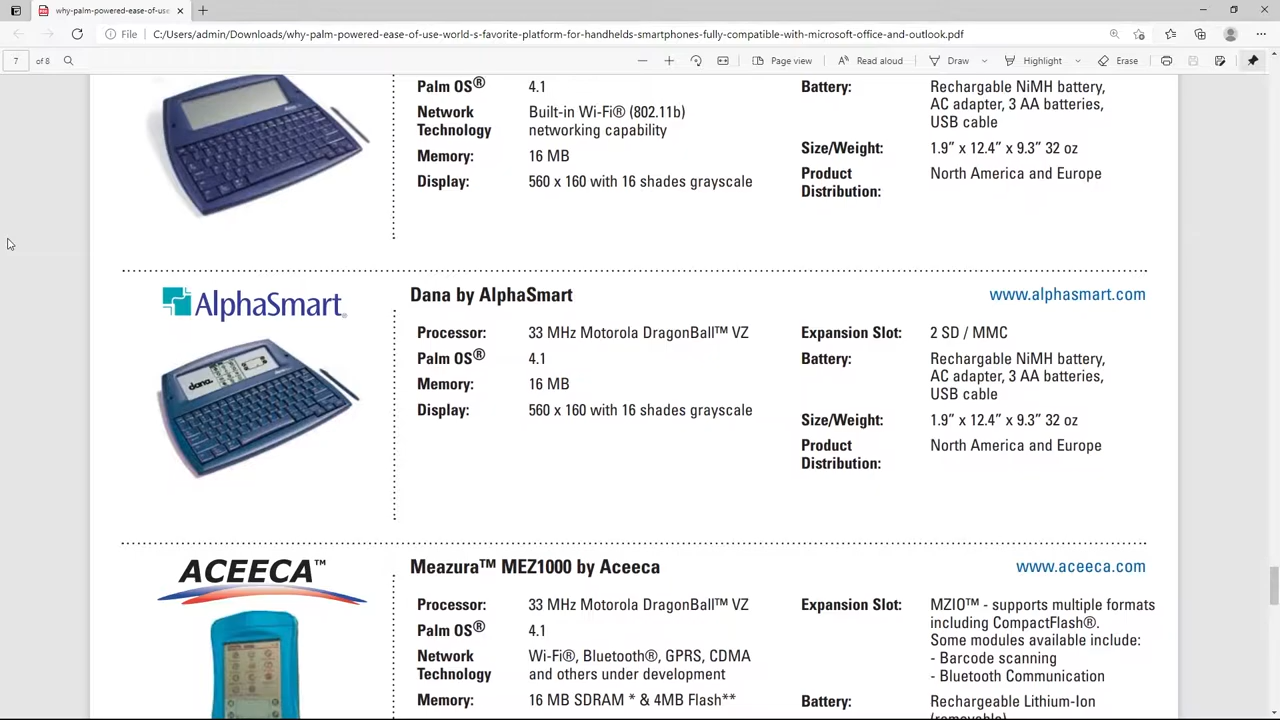 why-palm-powered-ease-of-use
File
C:/Users/admin/Downloads/why-palm-powered-ease-of-use-world-s-favorite-platform-for-handhelds-smartphones-fully-compatible-with-microsoft-office-and-outlook.pdf
7 of 8
Page view
Read aloud
Draw
Highlight
Erase
Palm OS® 4.1
Network Technology Built-in Wi-Fi® (802.11b)
networking capability
Memory: 16 MB
Display: 560 x 160 with 16 shades grayscale
Battery: Rechargable NiMH battery,
AC adapter, 3 AA batteries,
USB cable
Size/Weight: 1.9” x 12.4” x 9.3” 32 oz
Product Distribution: North America and Europe
AlphaSmart®
dana
Dana by AlphaSmart
www.alphasmart.com
Processor: 33 MHz Motorola DragonBall™ VZ
Palm OS® 4.1
Memory: 16 MB
Display: 560 x 160 with 16 shades grayscale
Expansion Slot: 2 SD / MMC
Battery: Rechargable NiMH battery,
AC adapter, 3 AA batteries,
USB cable
Size/Weight: 1.9” x 12.4” x 9.3” 32 oz
Product Distribution: North America and Europe
ACEECA™
Meazura™ MEZ1000 by Aceeca
www.aceeca.com
Processor: 33 MHz Motorola DragonBall™ VZ
Palm OS® 4.1
Network Technology Wi-Fi®, Bluetooth®, GPRS, CDMA
and others under development
Memory: 16 MB SDRAM * & 4MB Flash**
Expansion Slot: MZIO™ - supports multiple formats
including CompactFlash®.
Some modules available include:
- Barcode scanning
- Bluetooth Communication
Battery: Rechargeable Lithium-Ion
(removable)